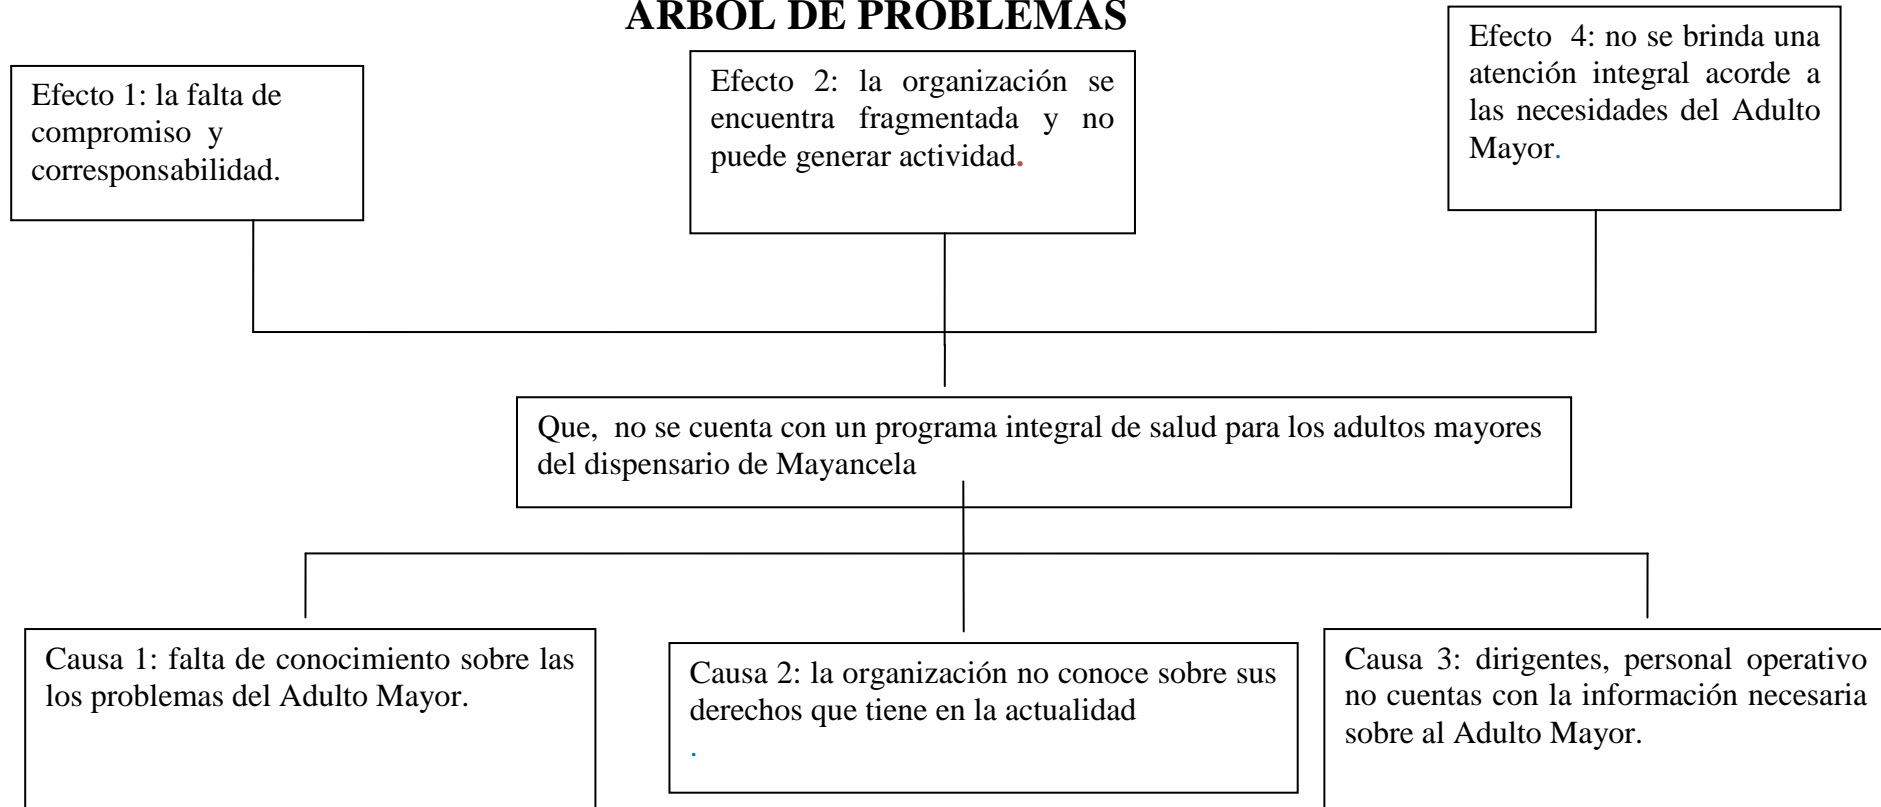 ARBOL DE PROBLEMAS
Efecto 1: la falta de
compromiso y
corresponsabilidad.
Efecto 2: la organización se
encuentra fragmentada y no
puede generar actividad.
Efecto 4: no se brinda una
atención integral acorde a
las necesidades del Adulto
Mayor.
Que, no se cuenta con un programa integral de salud para los adultos mayores
del dispensario de Mayancela
Causa 1: falta de conocimiento sobre las
los problemas del Adulto Mayor.
Causa 2: la organización no conoce sobre sus
derechos que tiene en la actualidad
.
Causa 3: dirigentes, personal operativo
no cuentas con la información necesaria
sobre al Adulto Mayor.